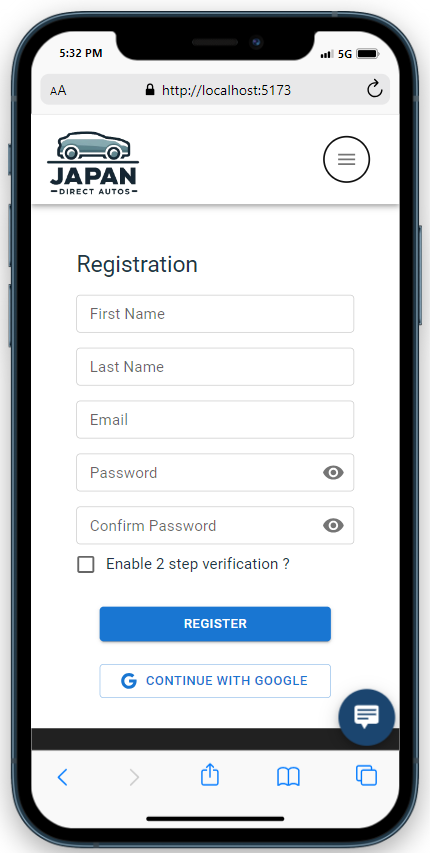 5:32 PM
5G
AA
http://localhost:5173
JAPAN
DIRECT AUTOS
Registration
First Name
Last Name
Email
Password
Confirm Password
Enable 2 step verification ?
REGISTER
G CONTINUE WITH GOOGLE